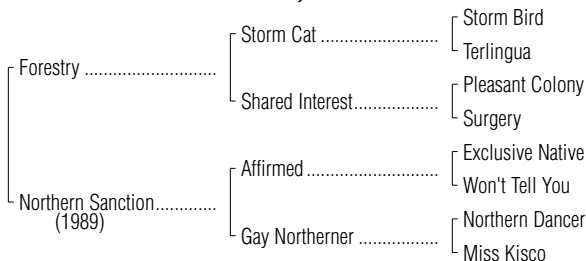 Storm Bird
Storm Cat ........................
Terlingua
Forestry ...........................
Pleasant Colony
Shared Interest.................
Surgery
Exclusive Native
Affirmed ...........................
Won't Tell You
Northern Sanction.............
(1989)
Northern Dancer
Gay Northerner ................
Miss Kisco